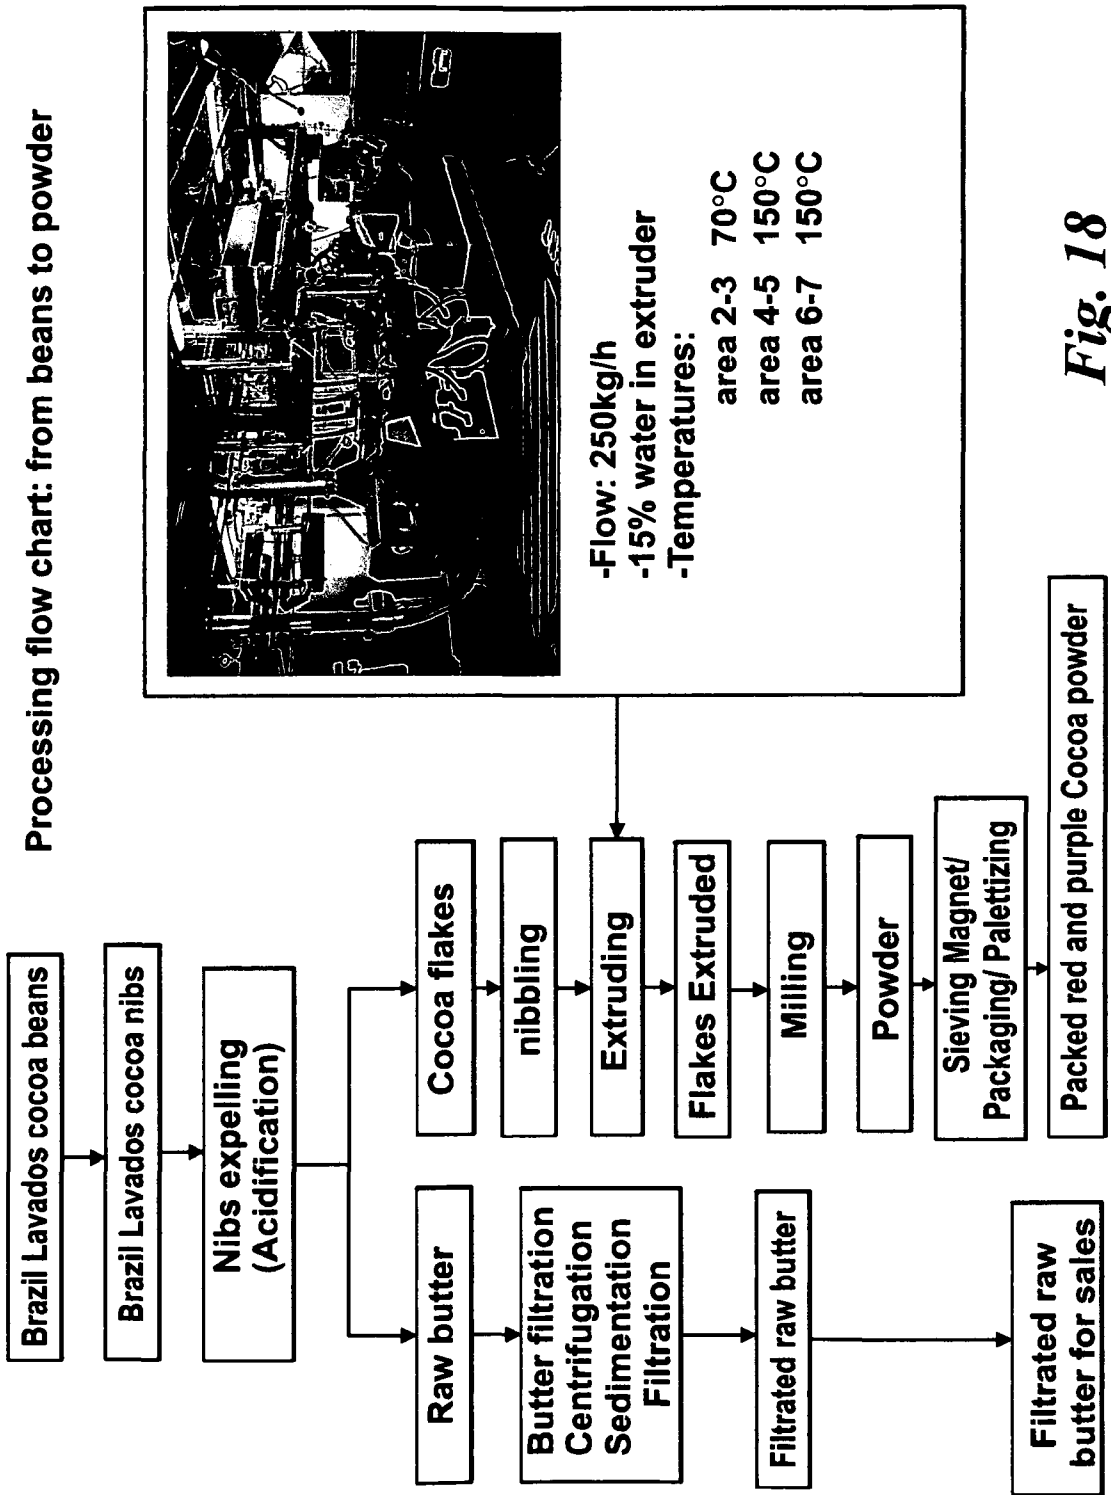 Processing flow chart: from beans to powder
Brazil Lavados cocoa beans
Brazil Lavados cocoa nibs
Nibs expelling
(Acidification)
Raw butter
Butter filtration
Centrifugation
Sedimentation
Filtration
Filtrated raw butter
Filtrated raw
butter for sales
Cocoa flakes
nibbling
Extruding
Flakes Extruded
Milling
Powder
Sieving Magnet/
Packaging/ Palettizing
Packed red and purple Cocoa powder
-Flow: 250kg/h
-15% water in extruder
-Temperatures:
area 2-3 70°C
area 4-5 150°C
area 6-7 150°C
Fig. 18